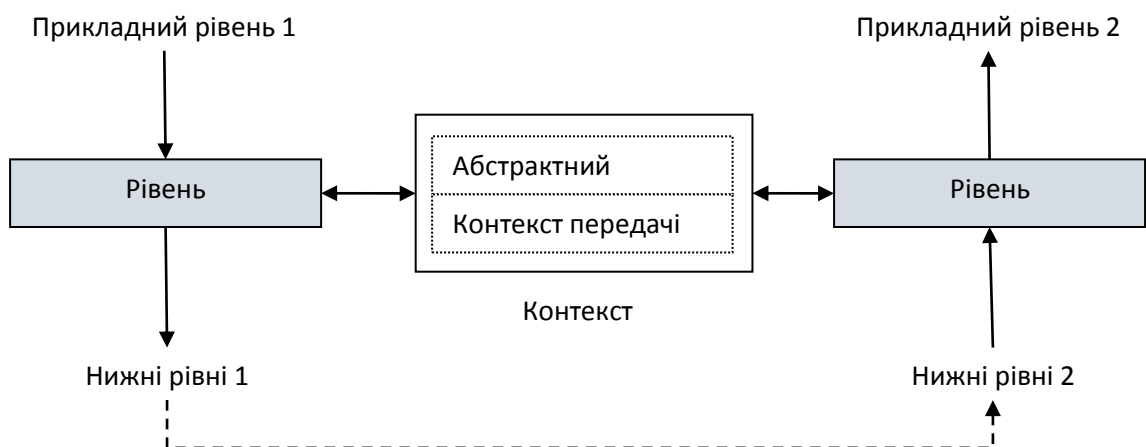 Прикладний рівень 1
Прикладний рівень 2
Рівень
Абстрактний
Контекст передачі
Рівень
Контекст
Нижні рівні 1
Нижні рівні 2